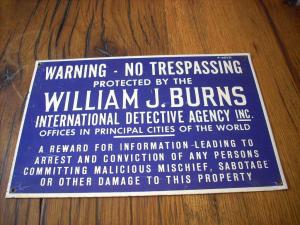 WARNING - NO TRESPASSING
PROTECTED BY THE
WILLIAM J. BURNS
INTERNATIONAL DETECTIVE AGENCY INC.
OFFICES IN PRINCIPAL CITIES OF THE WORLD
A REWARD FOR INFORMATION LEADING TO
ARREST AND CONVICTION OF ANY PERSONS
COMMITTING MALICIOUS MISCHIEF, SABOTAGE
OR OTHER DAMAGE TO THIS PROPERTY